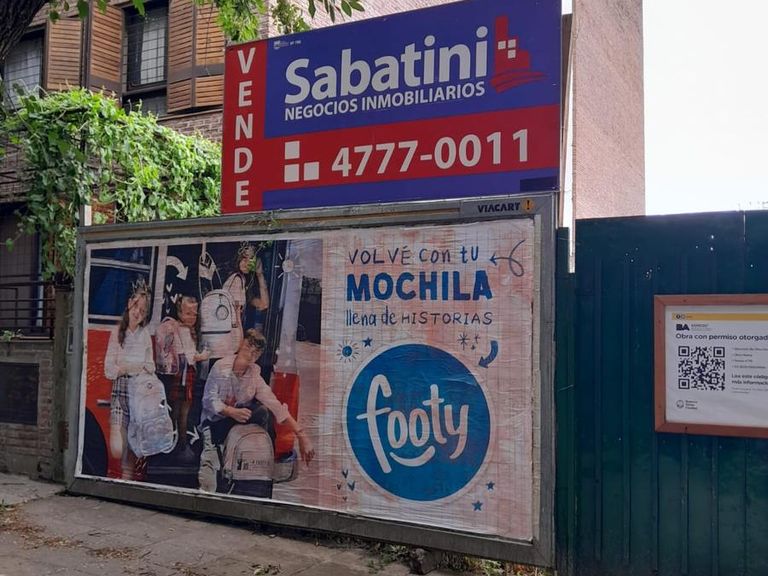 VENDE
Sabatini
NEGOCIOS INMOBILIARIOS
4777-0011
VIACART
VOLVÉ CON TU
MOCHILA
llena de HISTORIAS
footy
BA
Obra con permiso otorgad